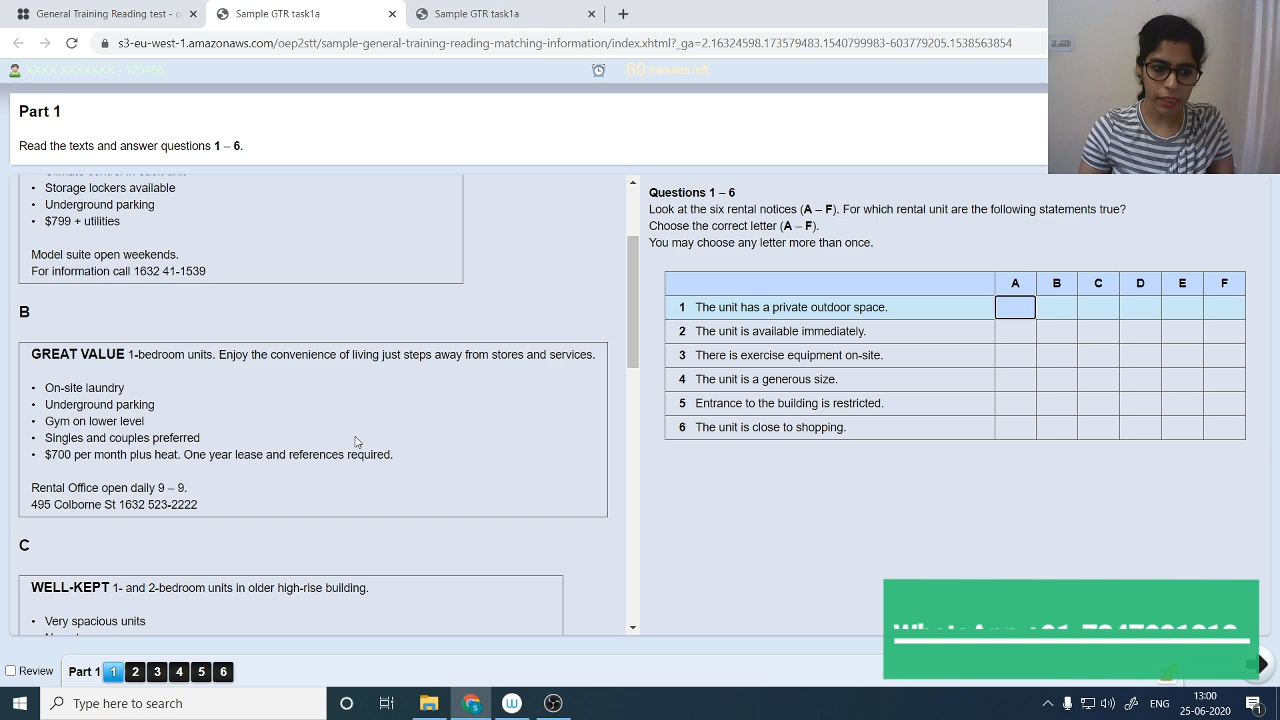 General Training Reading test - c
Sample GTR task1a
Sample GTR task1a
s3-eu-west-1.amazonaws.com/cwp2stt/sample-general-training-reading-matching-information/index.xhtml?_ga=2.16324598.173579483.1540799983-603779205.1538563854
XXXX XXXXXXX - 123456
60 minutes left
Part 1
Read the texts and answer questions 1 – 6.
• Storage lockers available
• Underground parking
• $799 + utilities
Model suite open weekends.
For information call 1632 41-1539
B
GREAT VALUE 1-bedroom units. Enjoy the convenience of living just steps away from stores and services.
• On-site laundry
• Underground parking
• Gym on lower level
• Singles and couples preferred
• $700 per month plus heat. One year lease and references required.
Rental Office open daily 9 – 9.
495 Colborne St 1632 523-2222
C
WELL-KEPT 1- and 2-bedroom units in older high-rise building.
• Very spacious units
Questions 1 – 6
Look at the six rental notices (A – F). For which rental unit are the following statements true?
Choose the correct letter (A – F).
You may choose any letter more than once.
A B C D E F
1 The unit has a private outdoor space.
2 The unit is available immediately.
3 There is exercise equipment on-site.
4 The unit is a generous size.
5 Entrance to the building is restricted.
6 The unit is close to shopping.
Review
Part 1 1 2 3 4 5 6
Type here to search
ENG
13:00
25-06-2020